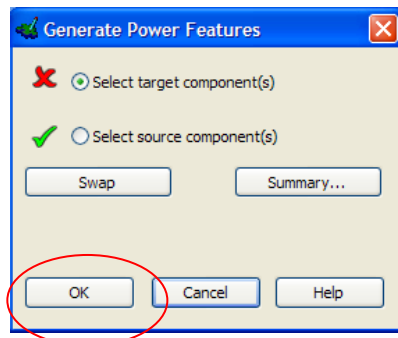 Generate Power Features
Select target component(s)
Select source component(s)
Swap Summary...
OK Cancel Help